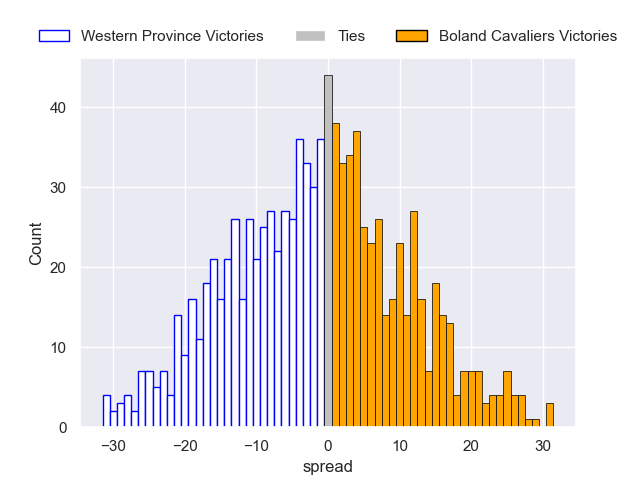 Western Province Victories Ties Boland Cavaliers Victories
40
30
20
10
0
Count
−30 −20 −10 0 10 20 30
spread